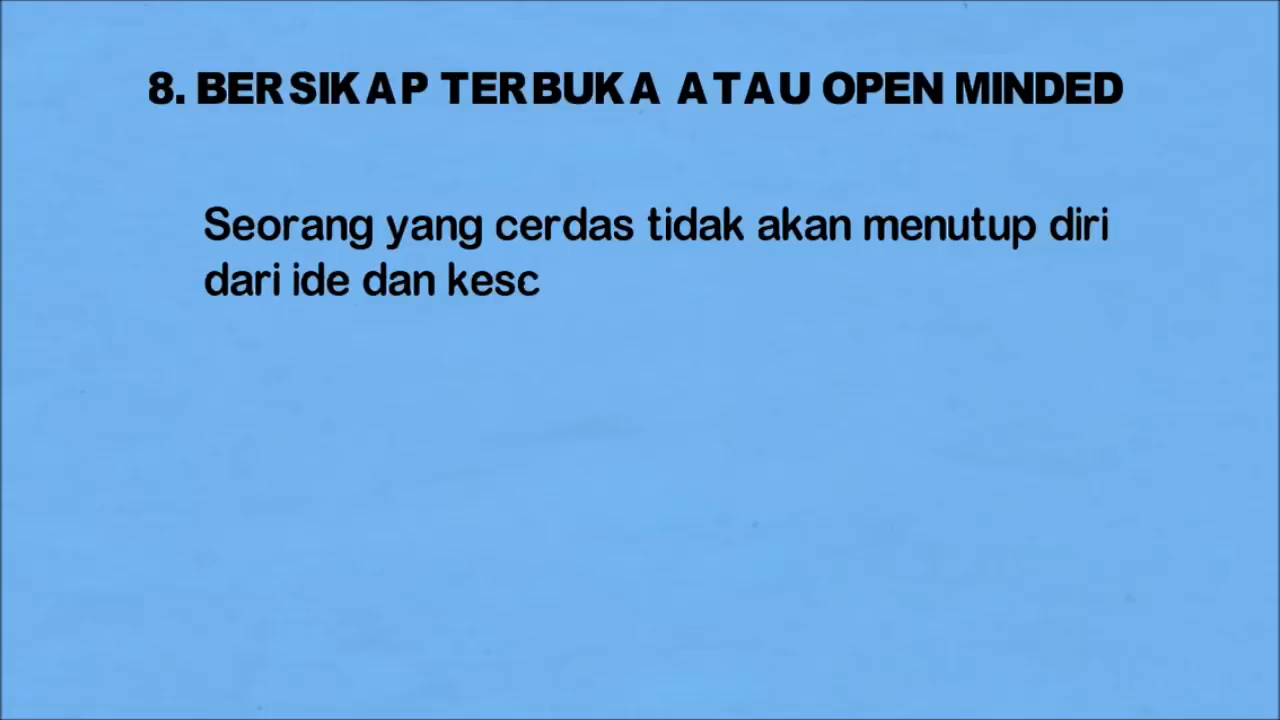 8. BERSIKAP TERBUKA ATAU OPEN MINDED
Seorang yang cerdas tidak akan menutup diri
dari ide dan kesc